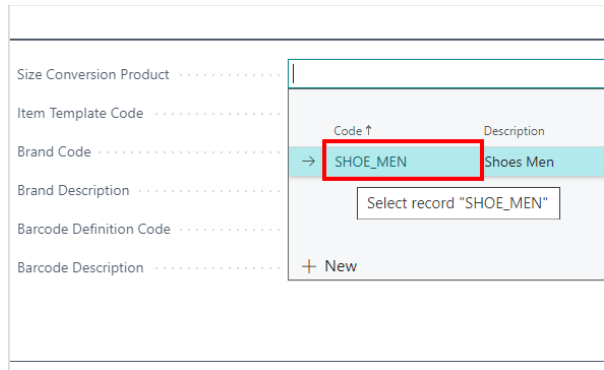 Size Conversion Product
Item Template Code
Code ↑ Description
Brand Code
→ SHOE_MEN Shoes Men
Brand Description
Select record "SHOE_MEN"
Barcode Definition Code
Barcode Description
+ New